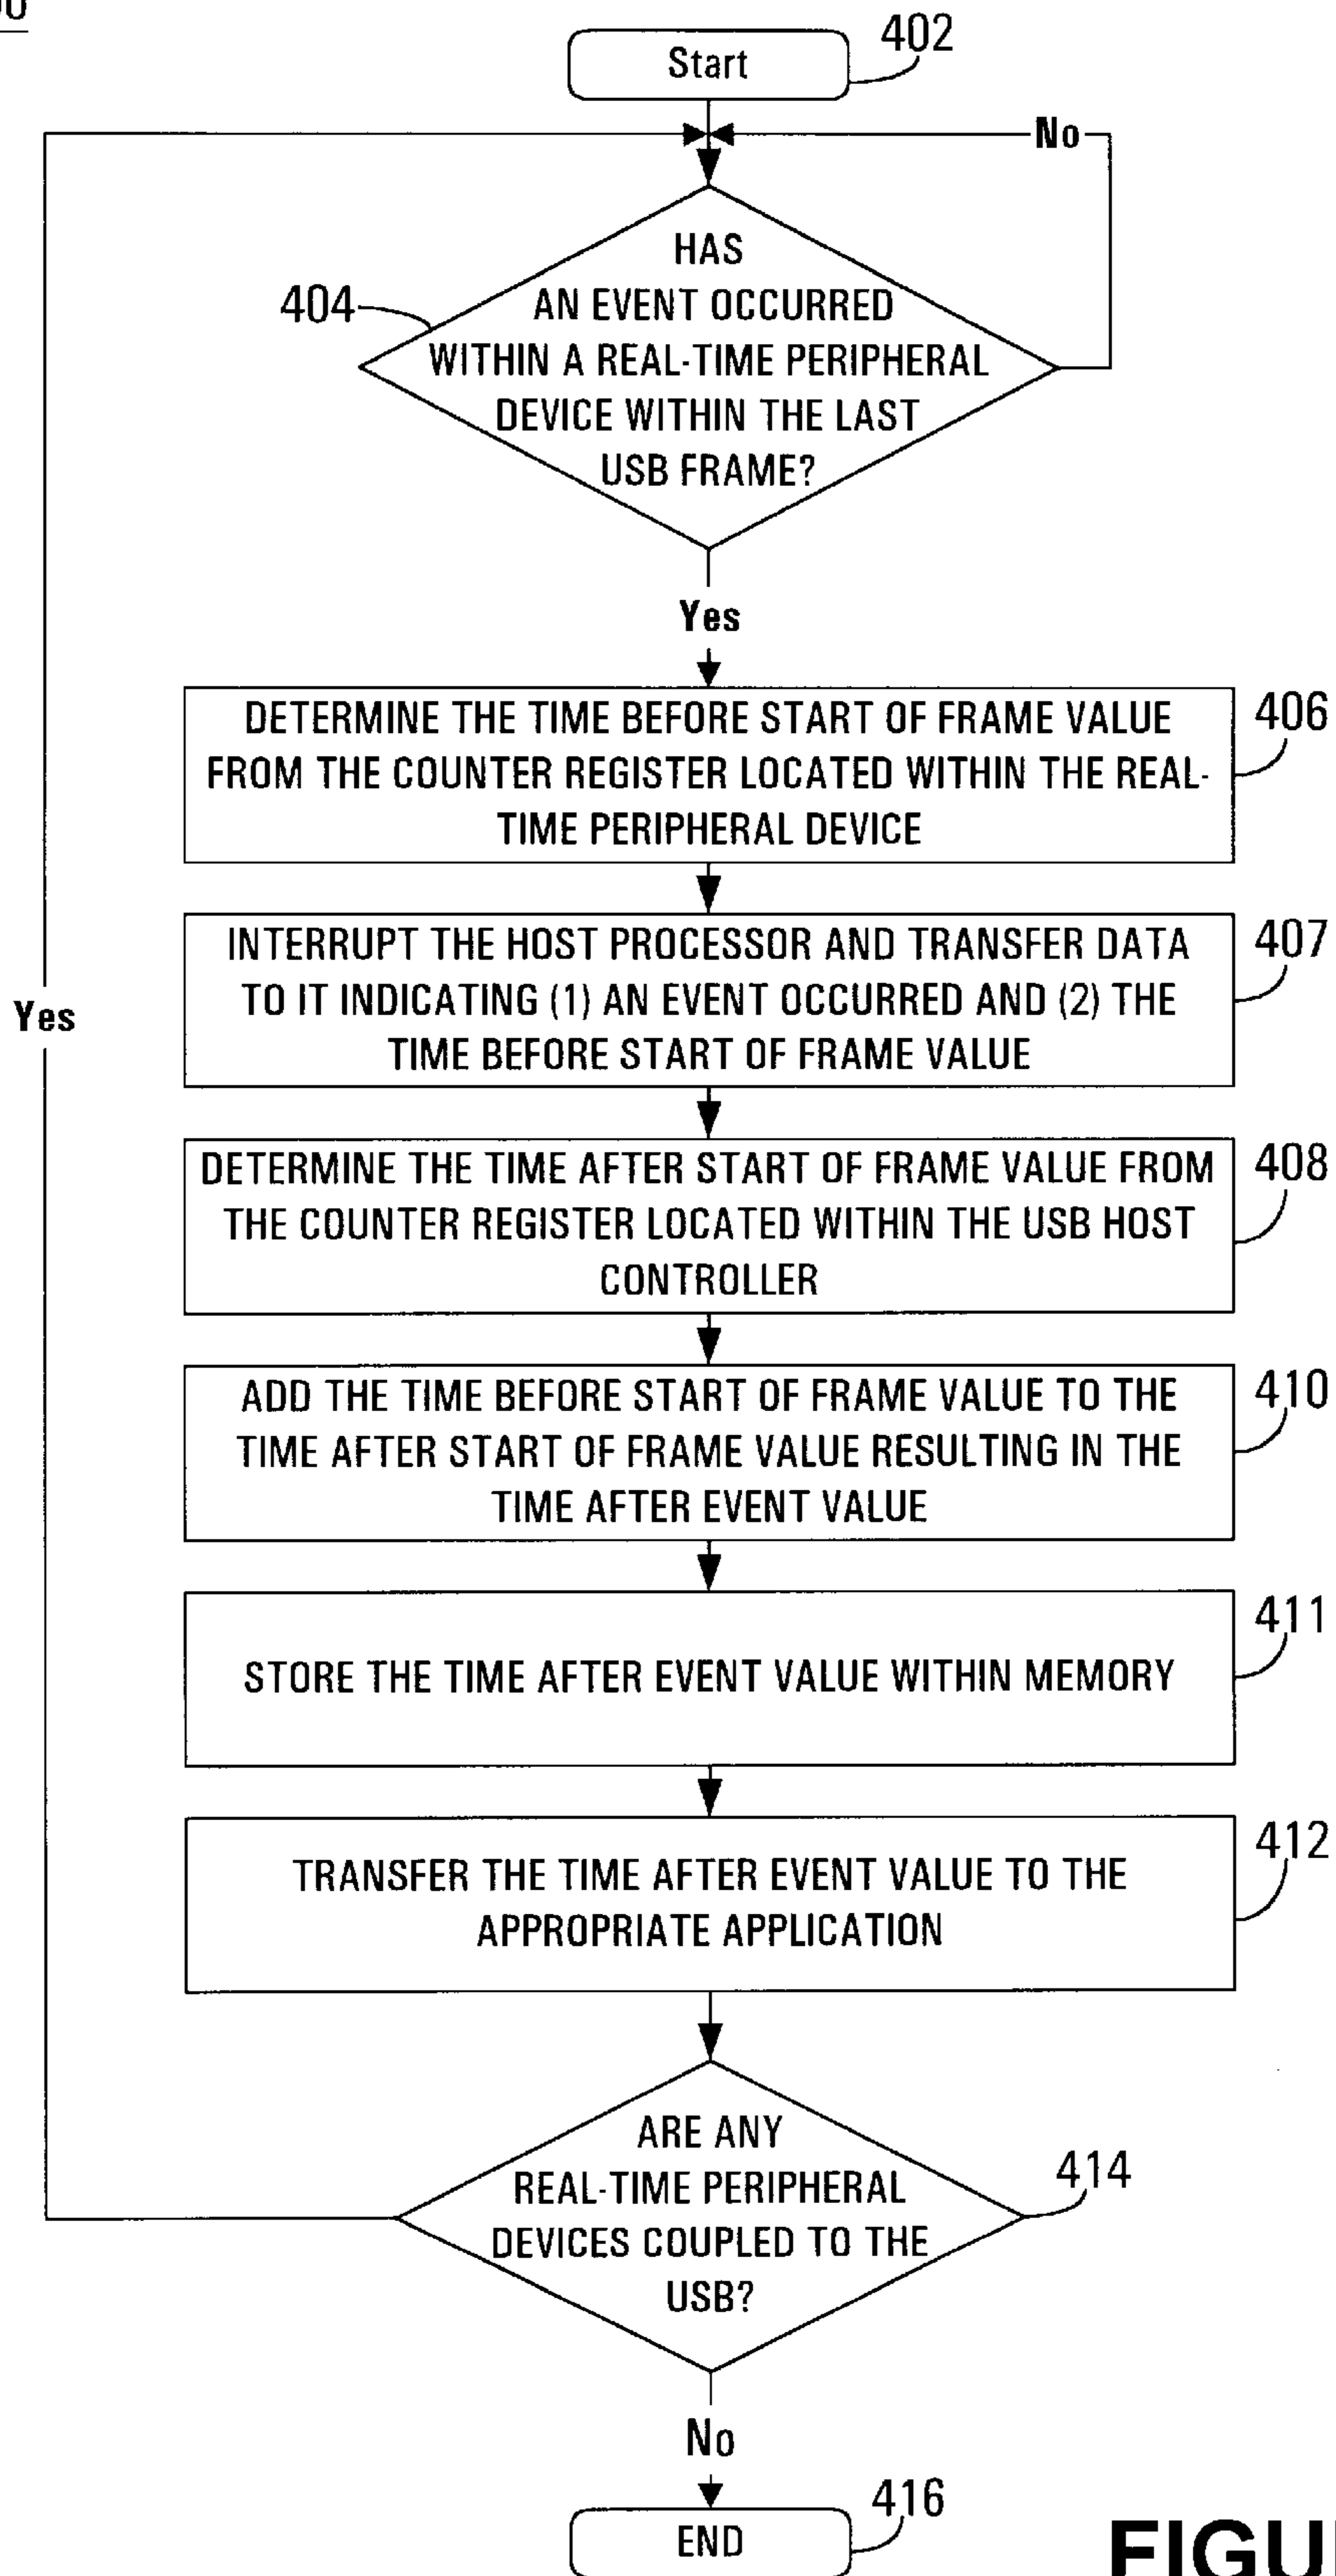 Start
402
No
HAS
AN EVENT OCCURRED
WITHIN A REAL-TIME PERIPHERAL
DEVICE WITHIN THE LAST
USB FRAME?
404
Yes
DETERMINE THE TIME BEFORE START OF FRAME VALUE
FROM THE COUNTER REGISTER LOCATED WITHIN THE REAL-
TIME PERIPHERAL DEVICE
406
INTERRUPT THE HOST PROCESSOR AND TRANSFER DATA
TO IT INDICATING (1) AN EVENT OCCURRED AND (2) THE
TIME BEFORE START OF FRAME VALUE
407
Yes
DETERMINE THE TIME AFTER START OF FRAME VALUE FROM
THE COUNTER REGISTER LOCATED WITHIN THE USB HOST
CONTROLLER
408
ADD THE TIME BEFORE START OF FRAME VALUE TO THE
TIME AFTER START OF FRAME VALUE RESULTING IN THE
TIME AFTER EVENT VALUE
410
STORE THE TIME AFTER EVENT VALUE WITHIN MEMORY
411
TRANSFER THE TIME AFTER EVENT VALUE TO THE
APPROPRIATE APPLICATION
412
ARE ANY
REAL-TIME PERIPHERAL
DEVICES COUPLED TO THE
USB?
414
No
END
416